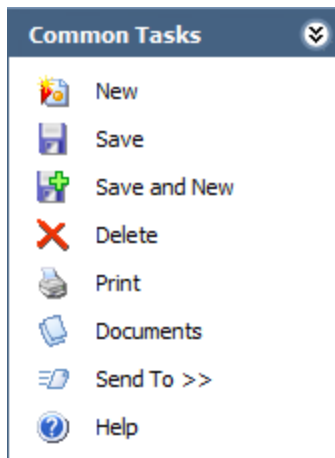 Common Tasks
New
Save
Save and New
Delete
Print
Documents
Send To >>
Help